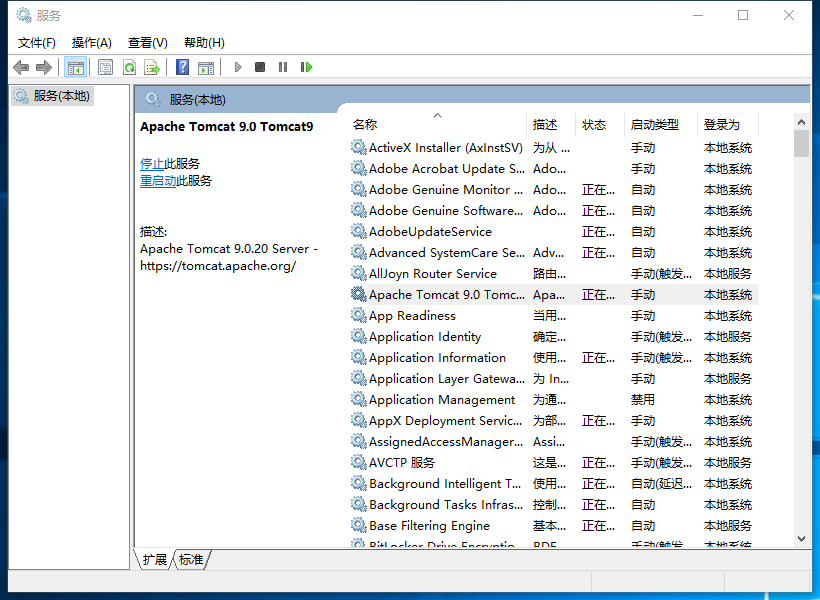 服务
文件(F) 操作(A) 查看(V) 帮助(H)
服务(本地)
服务(本地)
Apache Tomcat 9.0 Tomcat9
停止此服务
重启动此服务
描述:
Apache Tomcat 9.0.20 Server -
https://tomcat.apache.org/
名称 描述 状态 启动类型 登录为
ActiveX Installer (AxInstSV) 为从 ... 手动 本地系统
Adobe Acrobat Update S... Ado... 手动 本地系统
Adobe Genuine Monitor ... Ado... 正在... 自动 本地系统
Adobe Genuine Software... Ado... 正在... 自动 本地系统
AdobeUpdateService 正在... 自动 本地系统
Advanced SystemCare Se... Adv... 正在... 自动 本地系统
AllJoyn Router Service 路由... 手动(触发... 本地服务
Apache Tomcat 9.0 Tomc... Apa... 正在... 手动 本地系统
App Readiness 当用... 手动 本地系统
Application Identity 确定... 手动(触发... 本地服务
Application Information 使用... 正在... 手动(触发... 本地系统
Application Layer Gatewa... 为 In... 手动 本地服务
Application Management 为通... 禁用 本地系统
AppX Deployment Servic... 为部... 正在... 手动 本地系统
AssignedAccessManager... Assi... 手动(触发... 本地系统
AVCTP 服务 这是... 正在... 手动(触发... 本地服务
Background Intelligent T... 使用... 正在... 自动(延迟... 本地系统
Background Tasks Infras... 控制... 正在... 自动 本地系统
Base Filtering Engine 基本... 正在... 自动 本地服务
BitLocker Drive Encryptio... BDE... 手动(触发... 本地系统
扩展 标准